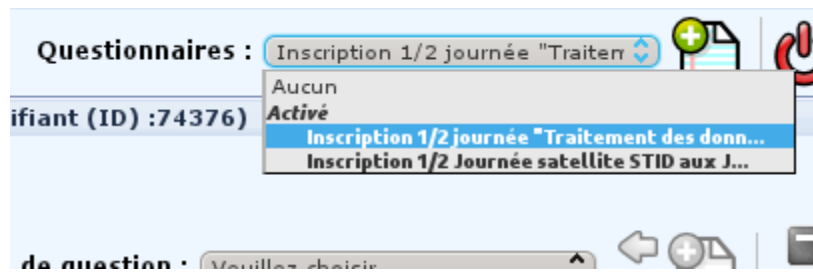 Questionnaires : Inscription 1/2 journée "Traitem
Aucun
ifiant (ID) :74376)
Activé
Inscription 1/2 journée "Traitement des donn...
Inscription 1/2 Journée satellite STID aux J...
de question : Veuillez choisir